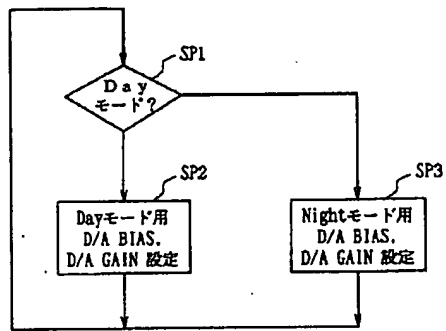 SP1
Day
モード?
SP2
Dayモード用
D/A BIAS.
D/A GAIN 設定
SP3
Nightモード用
D/A BIAS.
D/A GAIN 設定